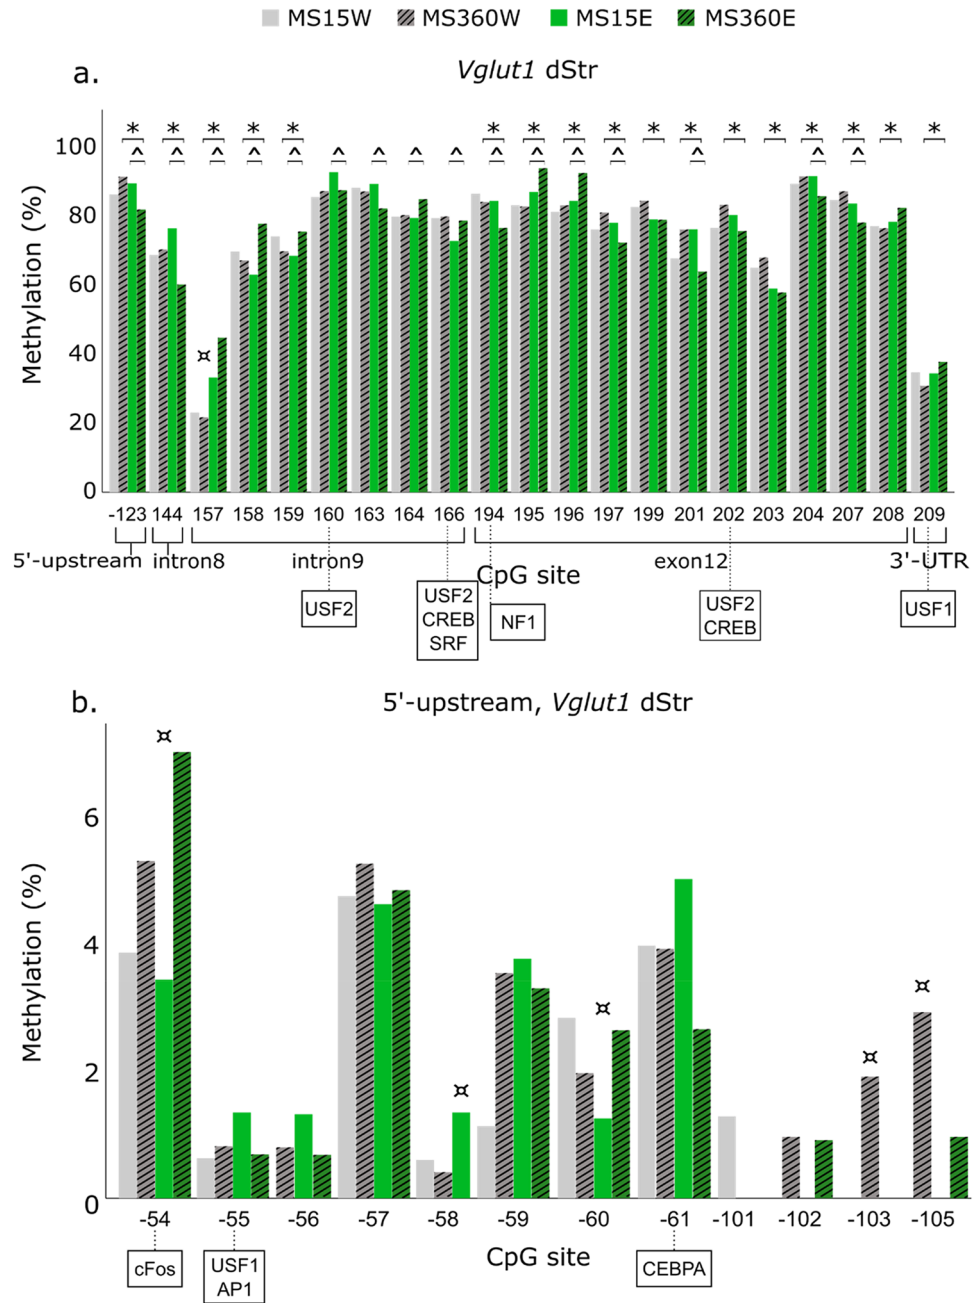 MS15W MS360W MS15E MS360E
a.
Vglut1 dStr
* * * * * * * * * * * * * * * *
^ ^ ^ ^ ^ ^ ^ ^ ^ ^ ^ ^ ^ ^ ^ ^
Methylation (%)
100
80
60
40
¤
20
0
-123 144 157 158 159 160 163 164 166 194 195 196 197 199 201 202 203 204 207 208 209
5'-upstream intron8 intron9 exon12 3'-UTR
CpG site
USF2
USF2
CREB
SRF
NF1
USF2
CREB
USF1
b.
5'-upstream, Vglut1 dStr
¤ ¤ ¤ ¤ ¤
Methylation (%)
6
4
2
0
-54 -55 -56 -57 -58 -59 -60 -61 -101 -102 -103 -105
CpG site
cFos
USF1
AP1
CEBPA